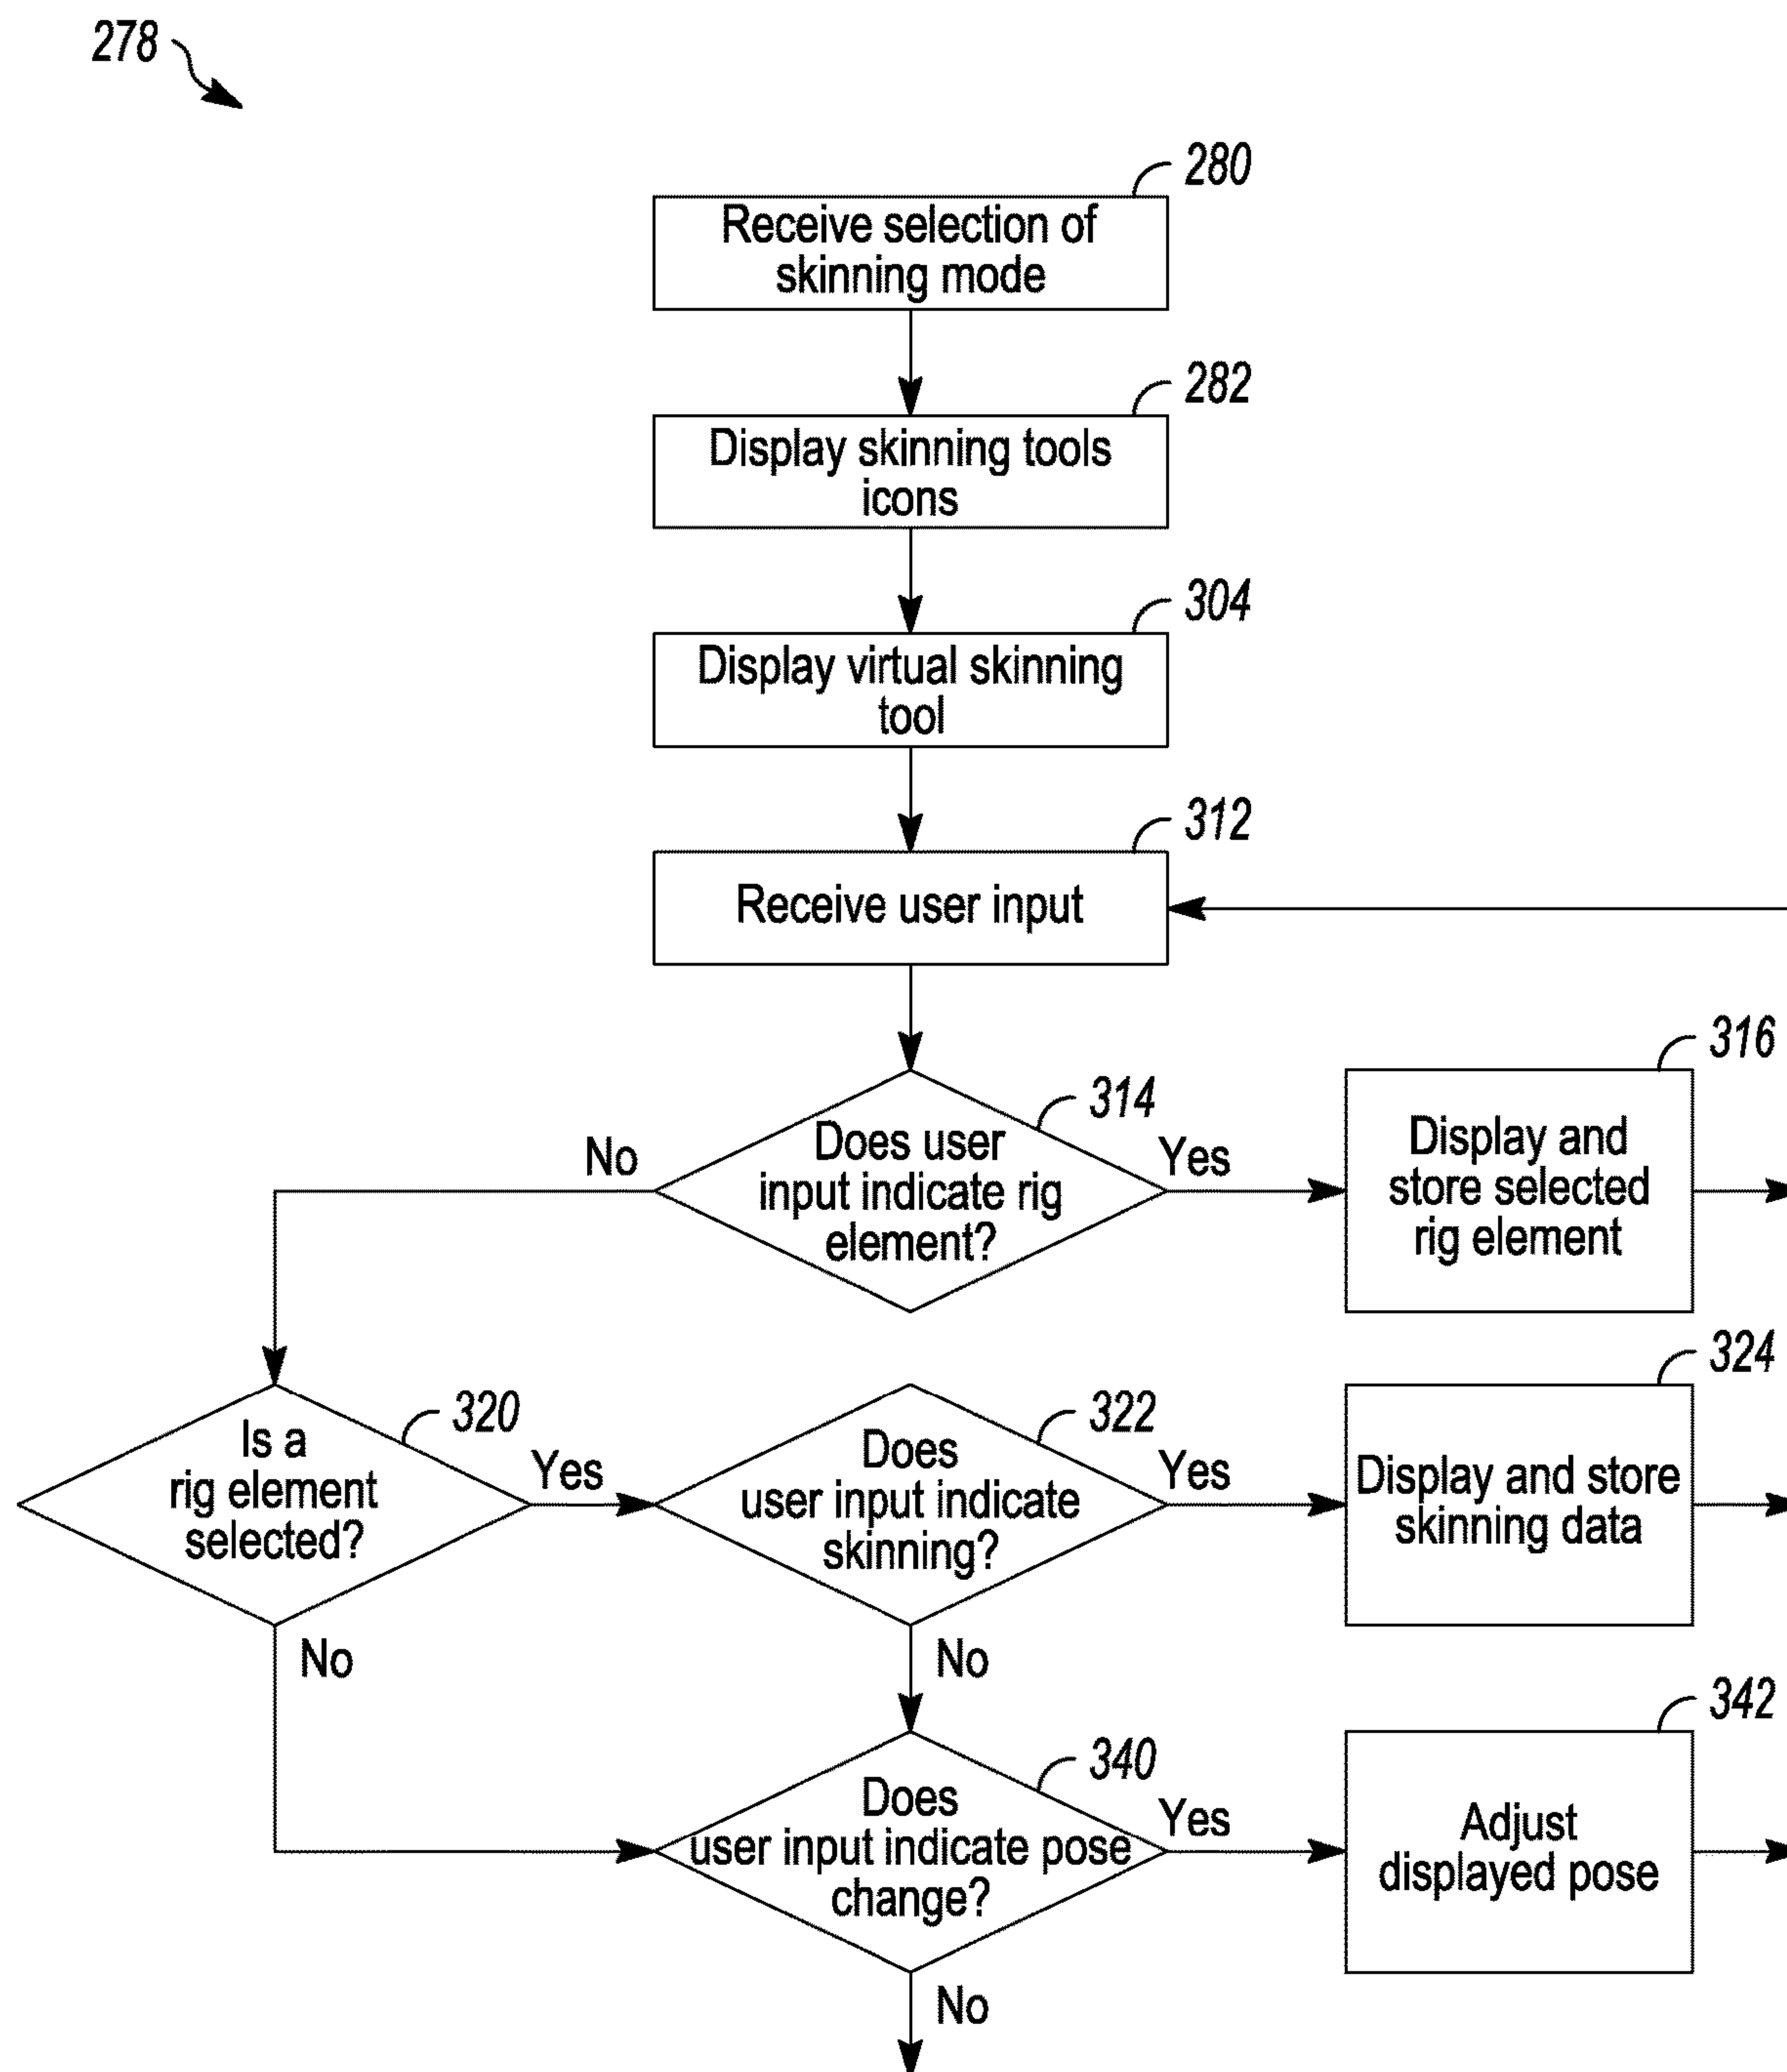 278
280
Receive selection of
skinning mode
282
Display skinning tools
icons
304
Display virtual skinning
tool
312
Receive user input
314
Does user
input indicate rig
element?
No
Yes
316
Display and
store selected
rig element
320
Is a
rig element
selected?
Yes
No
322
Does
user input indicate
skinning?
Yes
No
324
Display and store
skinning data
340
Does
user input indicate pose
change?
Yes
No
342
Adjust
displayed pose